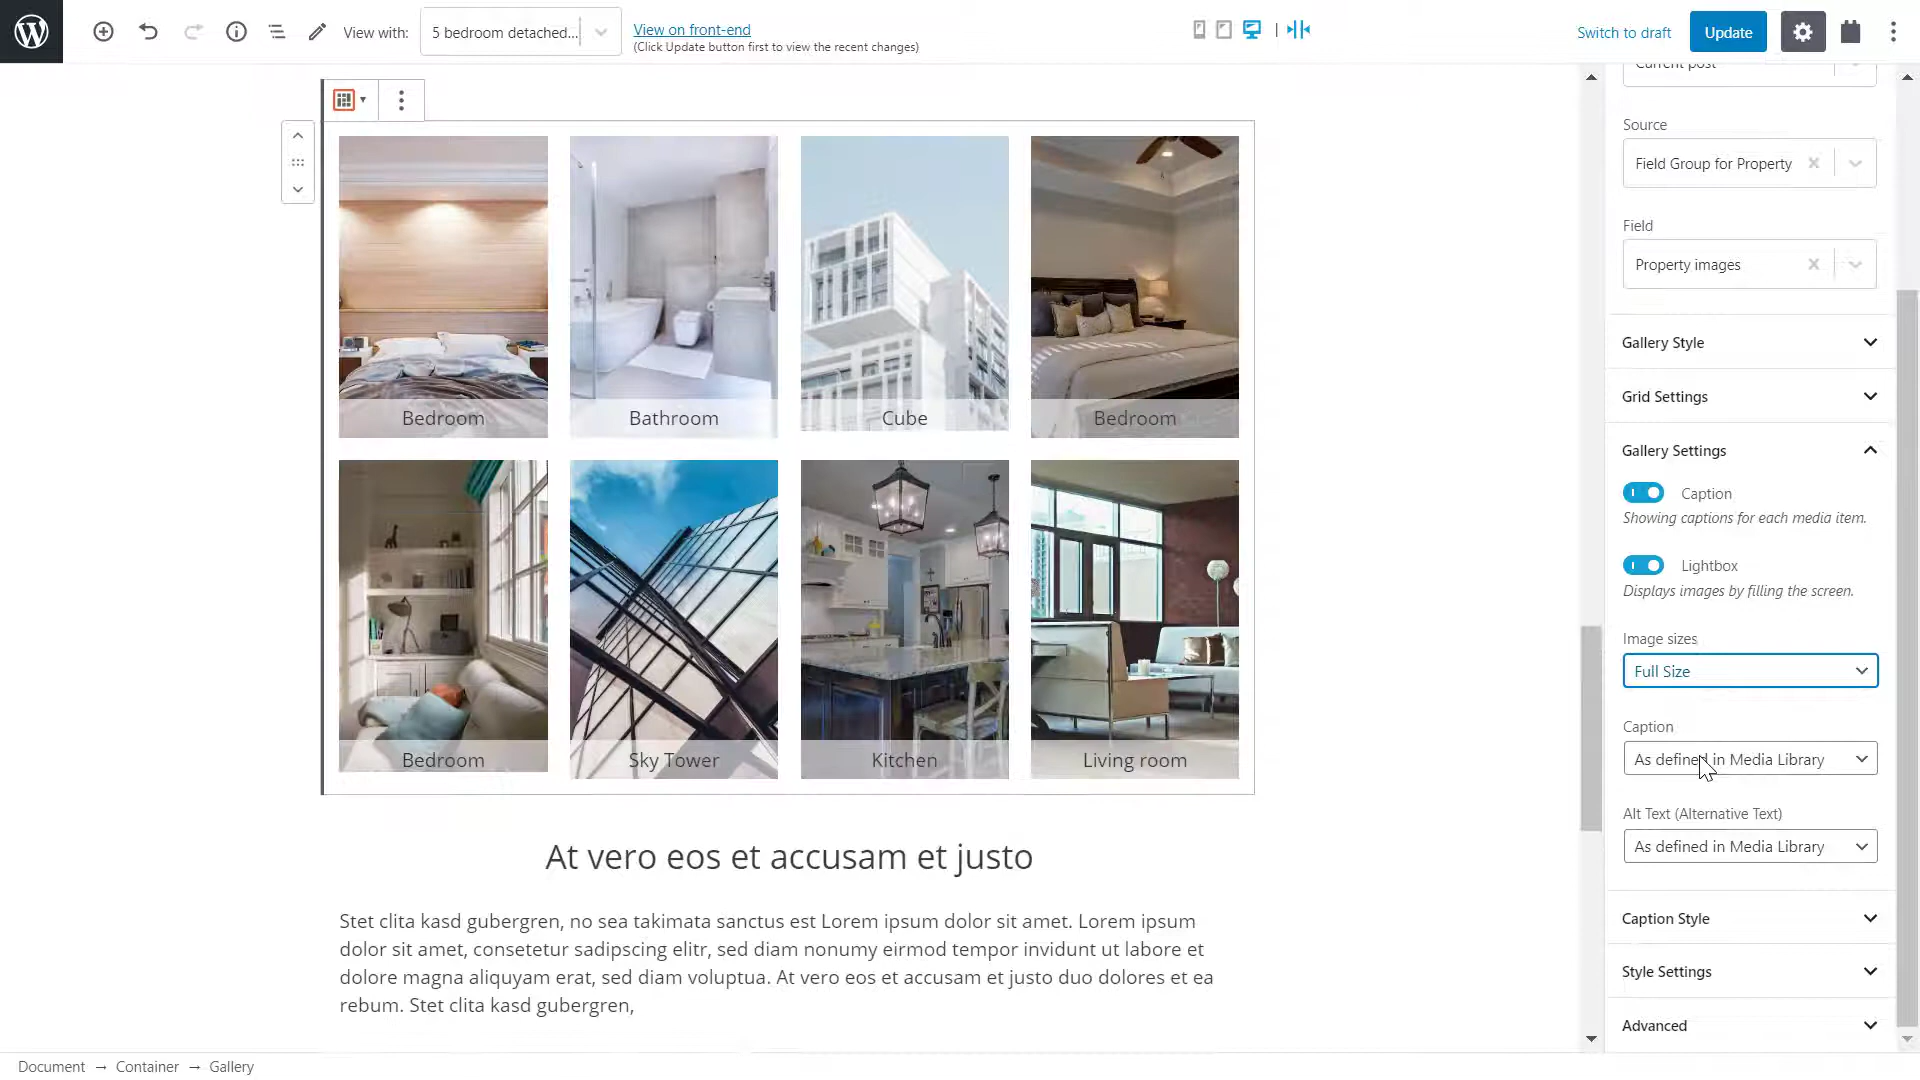 View with:
5 bedroom detached...
View on front-end
(Click Update button first to view the recent changes)
Switch to draft
Update
Current post
Source
Field Group for Property
Field
Property images
Gallery Style
Grid Settings
Gallery Settings
Caption
Showing captions for each media item.
Lightbox
Displays images by filling the screen.
Image sizes
Full Size
Caption
As defined in Media Library
Alt Text (Alternative Text)
As defined in Media Library
Caption Style
Style Settings
Advanced
Bedroom
Bathroom
Cube
Bedroom
Bedroom
Sky Tower
Kitchen
Living room
At vero eos et accusam et justo
Stet clita kasd gubergren, no sea takimata sanctus est Lorem ipsum dolor sit amet. Lorem ipsum
dolor sit amet, consetetur sadipscing elitr, sed diam nonumy eirmod tempor invidunt ut labore et
dolore magna aliquyam erat, sed diam voluptua. At vero eos et accusam et justo duo dolores et ea
rebum. Stet clita kasd gubergren,
Document → Container → Gallery